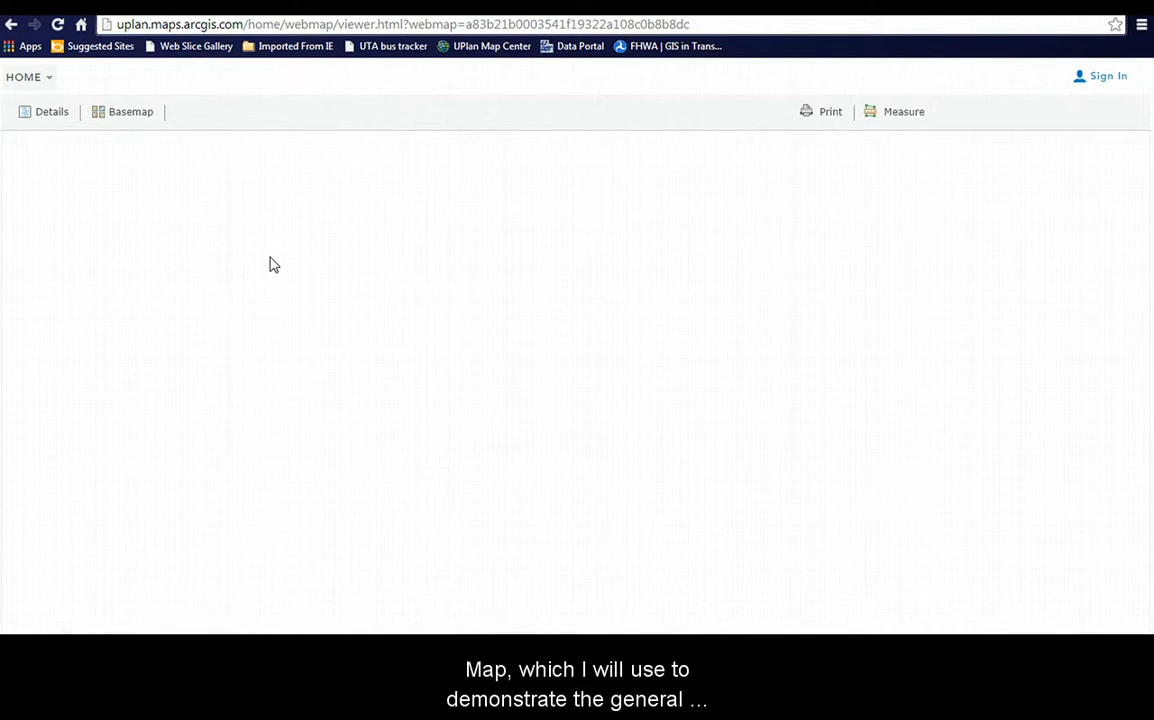 uplan.maps.arcgis.com/home/webmap/viewer.html?webmap=a83b21b0003541f19322a108c0b8b8dc
Apps Suggested Sites Web Slice Gallery Imported From IE UTA bus tracker UPlan Map Center Data Portal FHWA | GIS in Trans...
HOME Sign In
Details Basemap Print Measure
Map, which I will use to
demonstrate the general ...